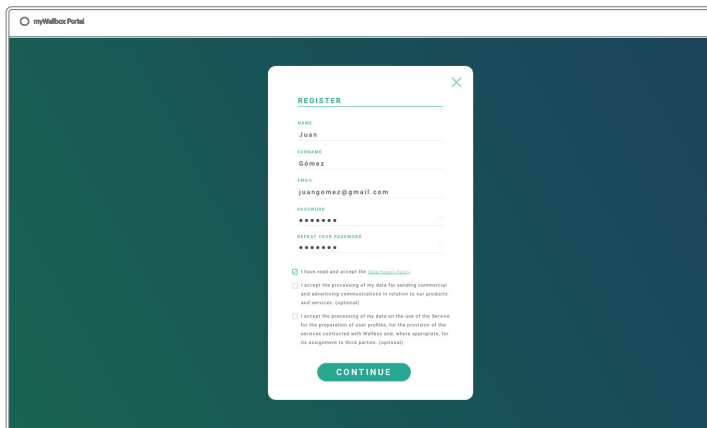 myWallbox Portal
REGISTER
NAME
Juan
SURNAME
Gómez
EMAIL
juangomez@gmail.com
PASSWORD
•••••••
REPEAT YOUR PASSWORD
•••••••
I have read and accept the Data Privacy Policy
I accept the processing of my data for sending commercial
and advertising communications in relation to our products
and services. (optional)
I accept the processing of my data on the use of the Service
for the preparation of user profiles, for the provision of the
services contracted with Wallbox and, where appropiate, for
its assignment to third parties. (optional)
CONTINUE